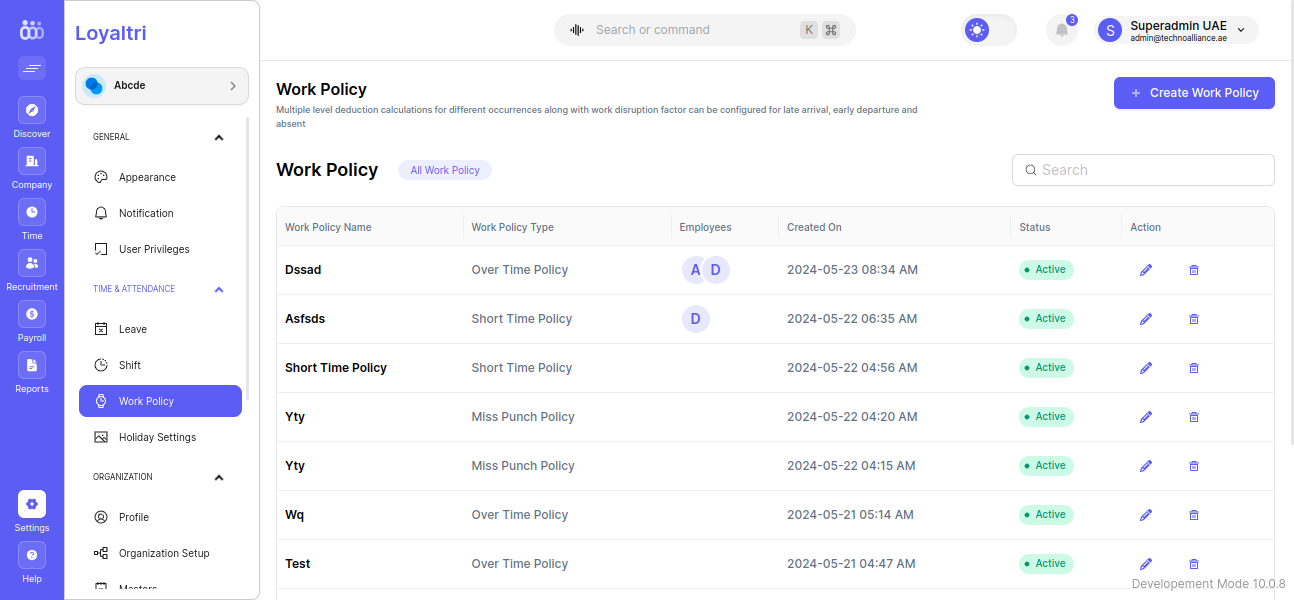 Loyaltri
Search or command
K ⌘
3
S
Superadmin UAE
admin@technoalliance.ae
Discover
Company
Time
Recruitment
$
Payroll
Reports
Settings
?
Help
Abcde
GENERAL
Appearance
Notification
User Privileges
TIME & ATTENDANCE
Leave
Shift
Work Policy
Holiday Settings
ORGANIZATION
Profile
Organization Setup
Masters
Work Policy
Multiple level deduction calculations for different occurrences along with work disruption factor can be configured for late arrival, early departure and
absent
+ Create Work Policy
Work Policy
All Work Policy
Search
Work Policy Name Work Policy Type Employees Created On Status Action
Dssad Over Time Policy A D 2024-05-23 08:34 AM Active
Asfsds Short Time Policy D 2024-05-22 06:35 AM Active
Short Time Policy Short Time Policy 2024-05-22 04:56 AM Active
Yty Miss Punch Policy 2024-05-22 04:20 AM Active
Yty Miss Punch Policy 2024-05-22 04:15 AM Active
Wq Over Time Policy 2024-05-21 05:14 AM Active
Test Over Time Policy 2024-05-21 04:47 AM Active
Developement Mode 10.0.8